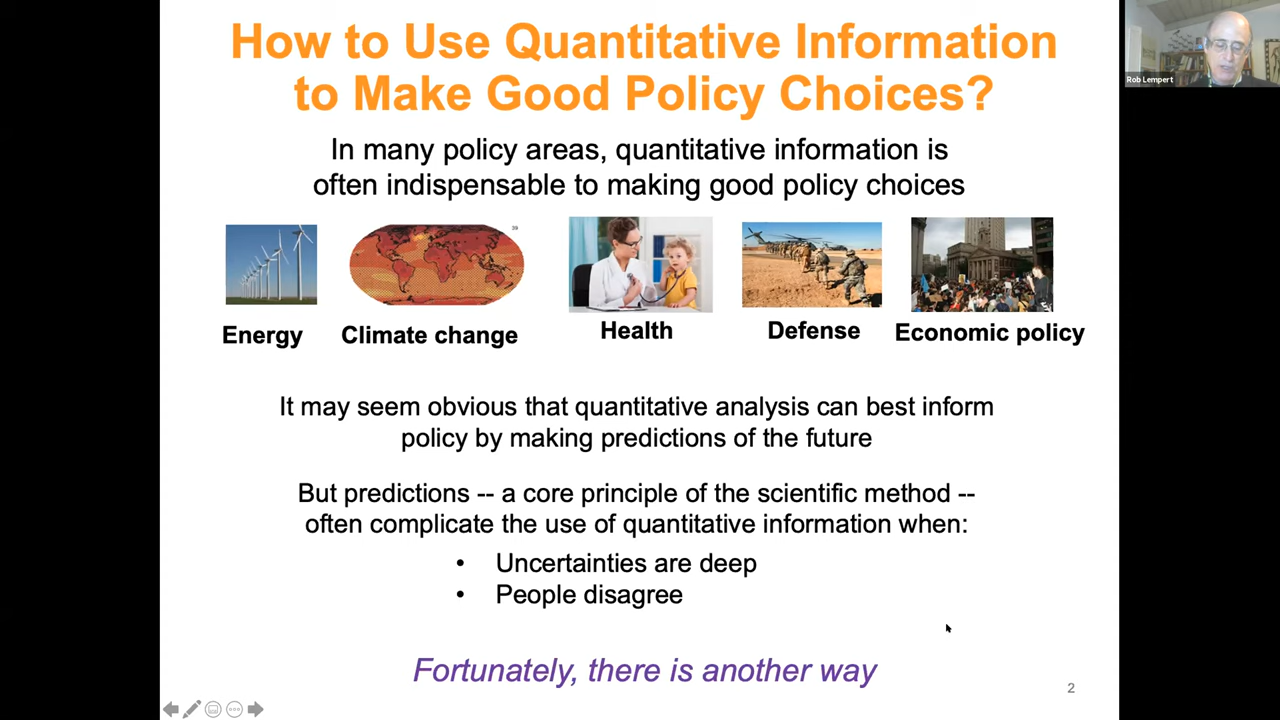 How to Use Quantitative Information
to Make Good Policy Choices?
Rob Lempert
In many policy areas, quantitative information is
often indispensable to making good policy choices
39
Energy
Climate change
Health
Defense
Economic policy
It may seem obvious that quantitative analysis can best inform
policy by making predictions of the future
But predictions -- a core principle of the scientific method --
often complicate the use of quantitative information when:
• Uncertainties are deep
• People disagree
Fortunately, there is another way
2